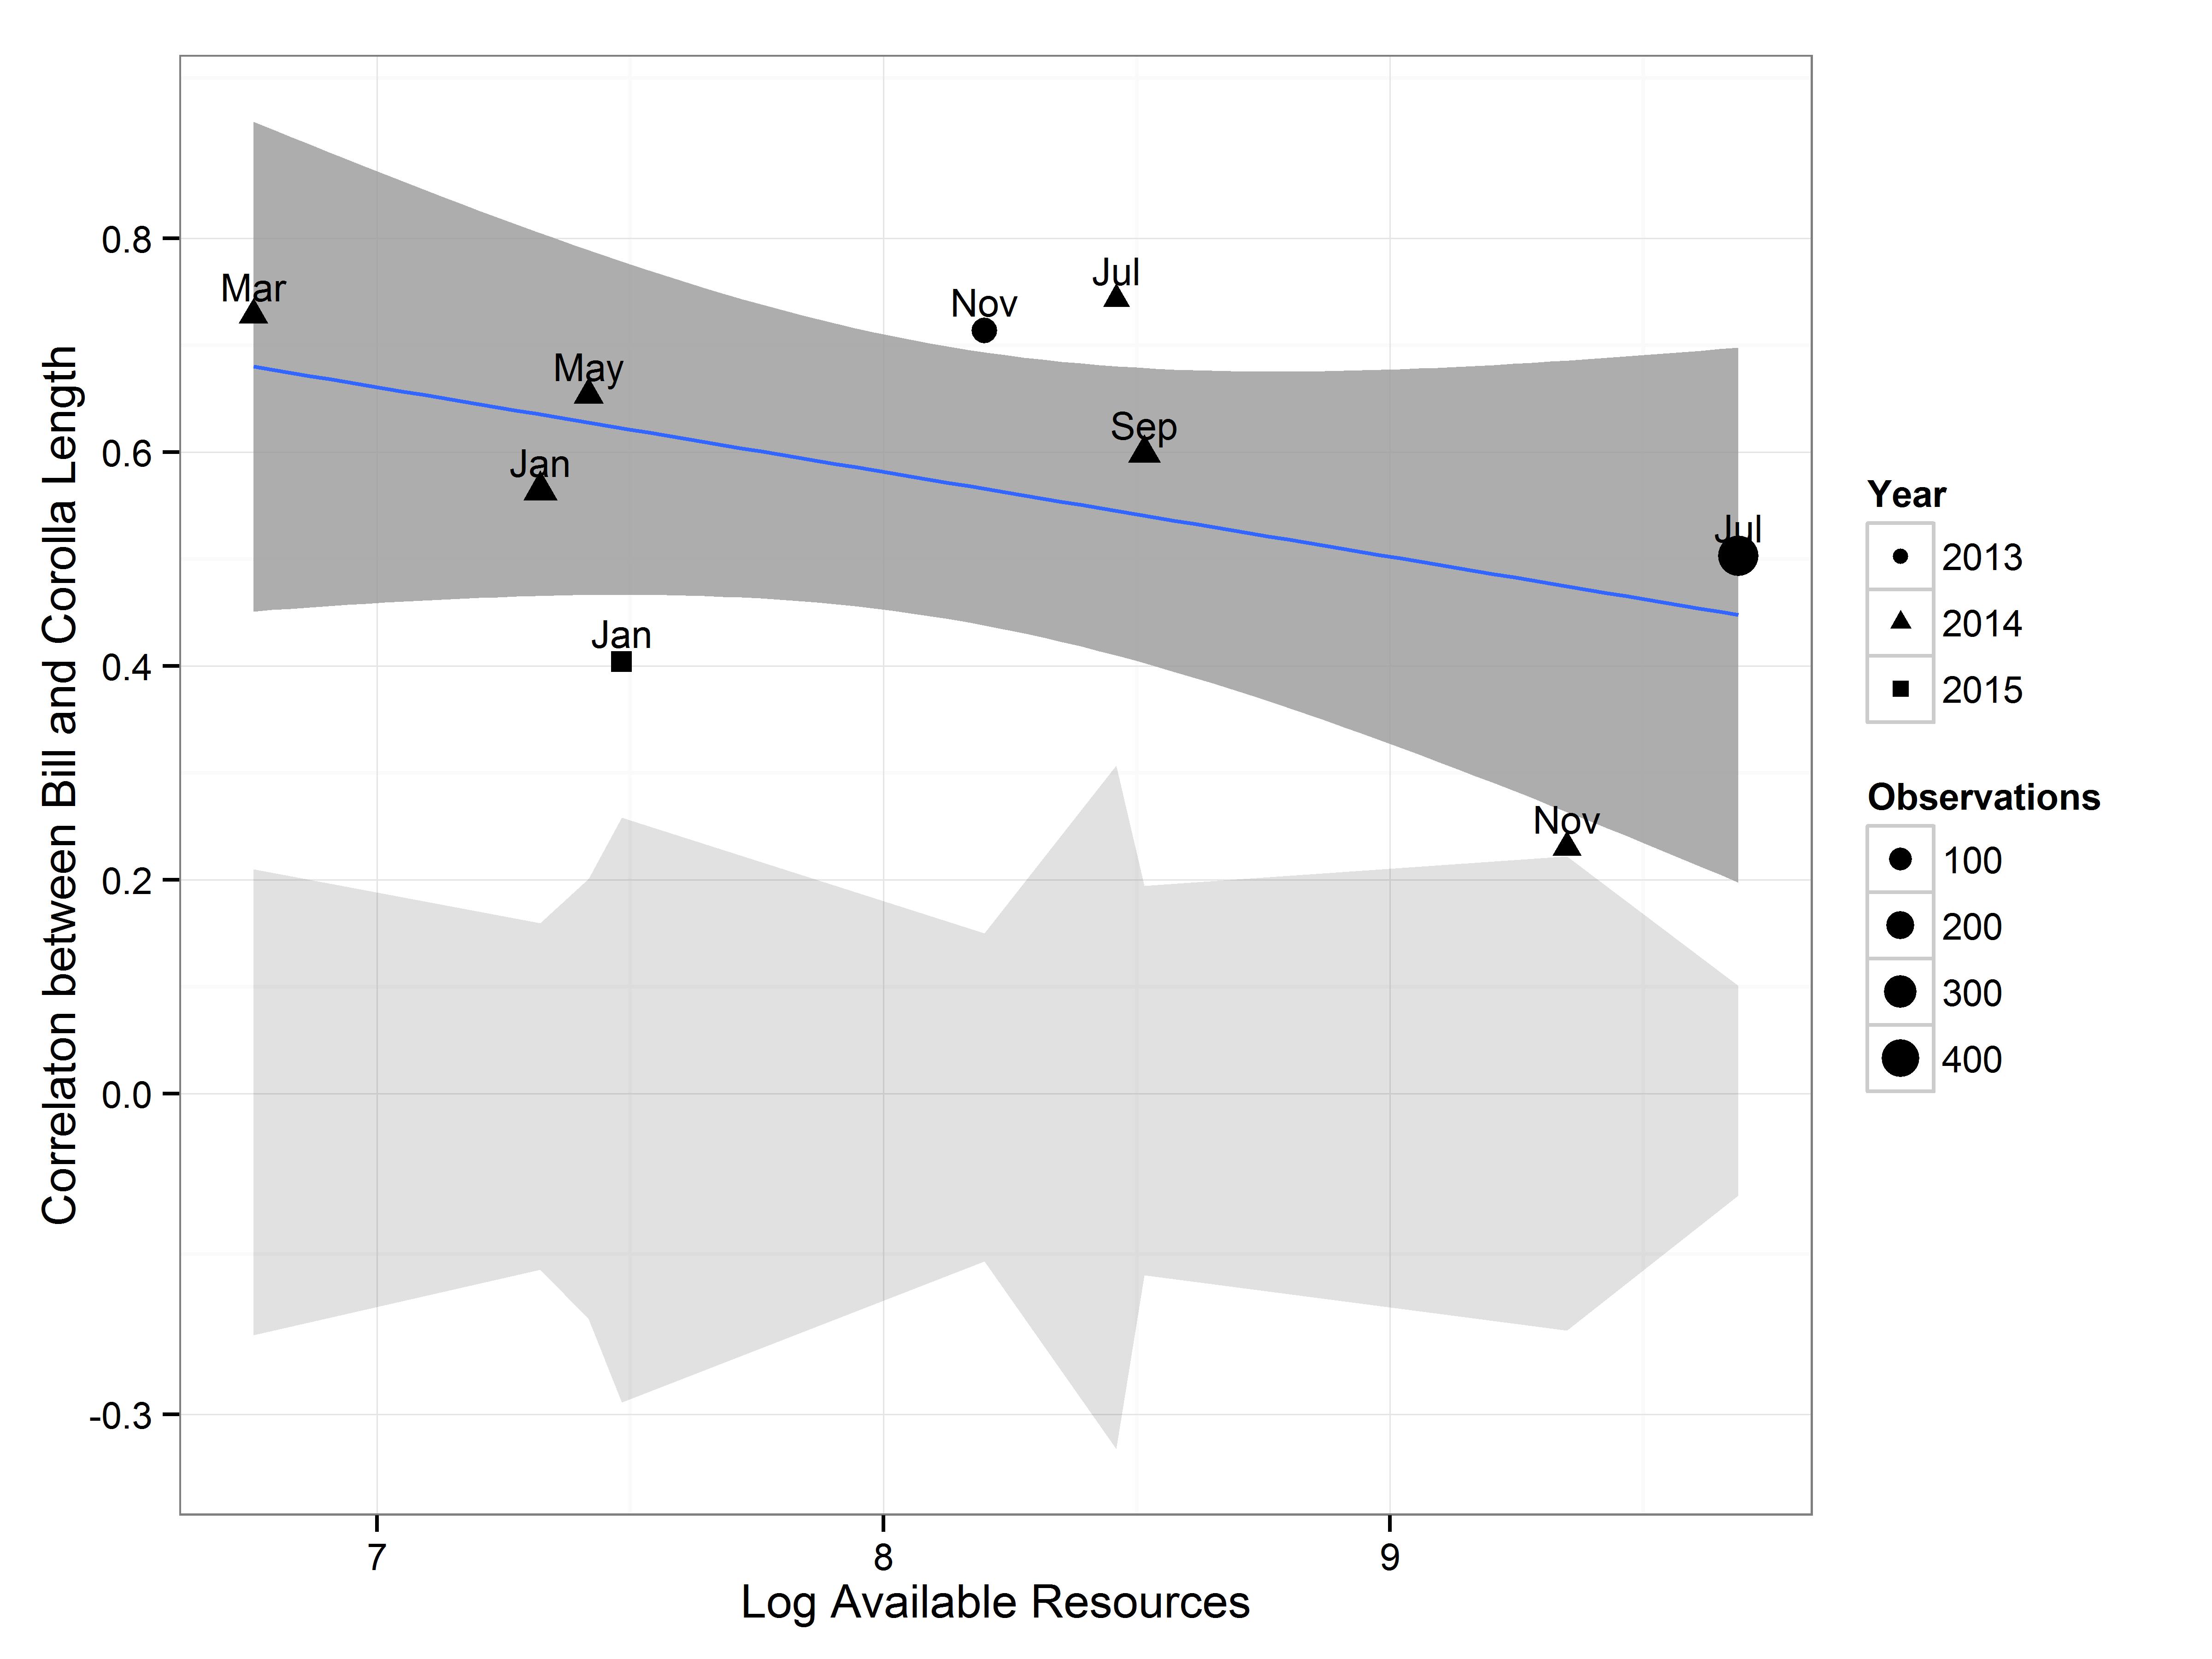 Correlaton between Bill and Corolla Length
0.8
0.6
0.4
0.2
0.0
-0.3
Mar
May
Jan
Jan
Nov
Jul
Sep
Jul
Nov
7
8
9
Log Available Resources
Year
2013
2014
2015
Observations
100
200
300
400